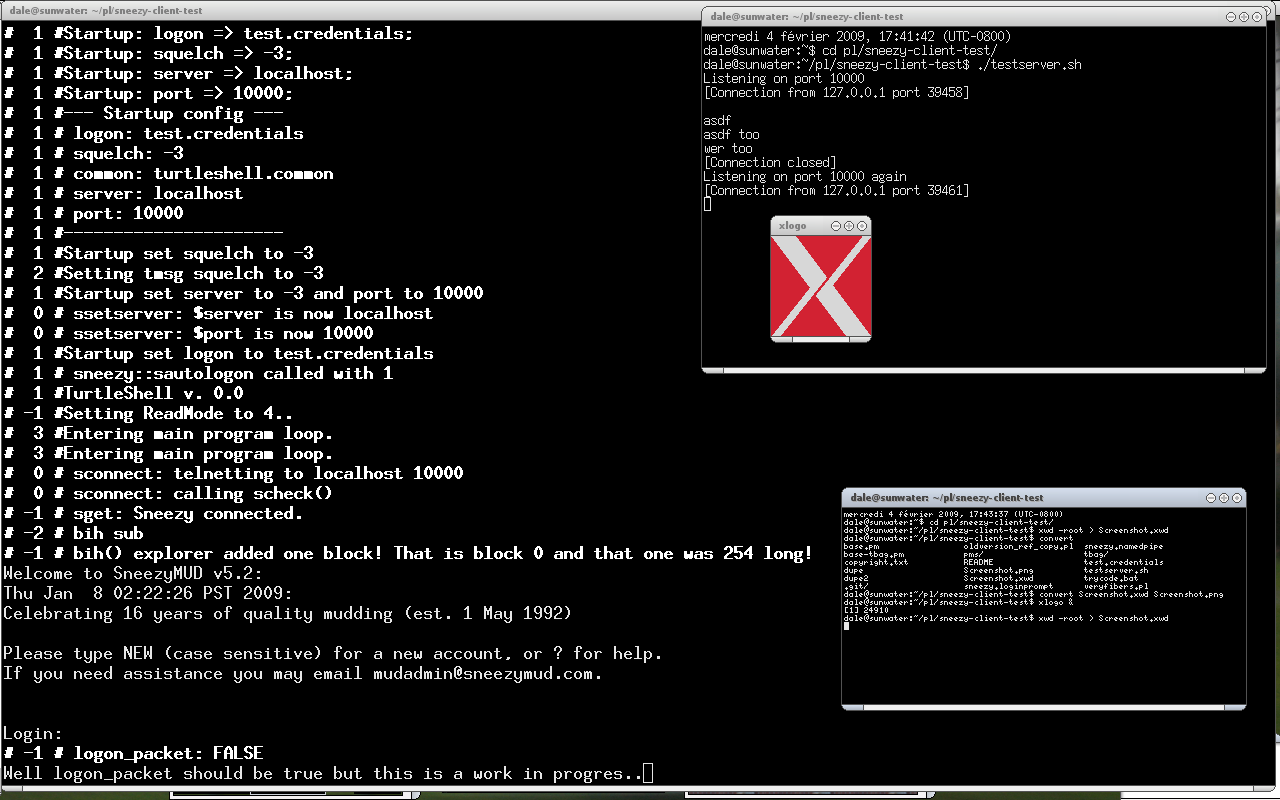 dale@sunwater: ~/pl/sneezy-client-test
#  1 #Startup: logon => test.credentials;
#  1 #Startup: squelch => -3;
#  1 #Startup: server => localhost;
#  1 #Startup: port => 10000;
#  1 #--- Startup config ---
#  1 # logon: test.credentials
#  1 # squelch: -3
#  1 # common: turtleshell.common
#  1 # server: localhost
#  1 # port: 10000
#  1 #----------------------
#  1 #Startup set squelch to -3
#  2 #Setting tmsg squelch to -3
#  1 #Startup set server to -3 and port to 10000
#  0 # ssetserver: $server is now localhost
#  0 # ssetserver: $port is now 10000
#  1 #Startup set logon to test.credentials
#  1 # sneezy::sautologon called with 1
#  1 #TurtleShell v. 0.0
# -1 #Setting ReadMode to 4..
#  3 #Entering main program loop.
#  3 #Entering main program loop.
#  0 # sconnect: telnetting to localhost 10000
#  0 # sconnect: calling scheck()
# -1 # sget: Sneezy connected.
# -2 # bih sub
# -1 # bih() explorer added one block! That is block 0 and that one was 254 long!
Welcome to SneezyMUD v5.2:
Thu Jan  8 02:22:26 PST 2009:
Celebrating 16 years of quality mudding (est. 1 May 1992)
Please type NEW (case sensitive) for a new account, or ? for help.
If you need assistance you may email mudadmin@sneezymud.com.
Login:
# -1 # logon_packet: FALSE
Well logon_packet should be true but this is a work in progres..
dale@sunwater: ~/pl/sneezy-client-test
mercredi 4 février 2009, 17:41:42 (UTC-0800)
dale@sunwater:~$ cd pl/sneezy-client-test/
dale@sunwater:~/pl/sneezy-client-test$ ./testserver.sh
Listening on port 10000
[Connection from 127.0.0.1 port 39458]
asdf
asdf too
wer too
[Connection closed]
Listening on port 10000 again
[Connection from 127.0.0.1 port 39461]
xlogo
dale@sunwater: ~/pl/sneezy-client-test
mercredi 4 février 2009, 17:43:37 (UTC-0800)
dale@sunwater:~$ cd pl/sneezy-client-test/
dale@sunwater:~/pl/sneezy-client-test$ xwd -root > Screenshot.xwd
dale@sunwater:~/pl/sneezy-client-test$ convert
base.pm oldversion_ref_copy.pl sneezy.namedpipe
base-tbag.pm pms/ tbag/
copyright.txt README test.credentials
dupe Screenshot.png testserver.sh
dupe2 Screenshot.xwd trycode.bat
.git/ sneezy.loginprompt veryfibers.pl
dale@sunwater:~/pl/sneezy-client-test$ convert Screenshot.xwd Screenshot.png
dale@sunwater:~/pl/sneezy-client-test$ xlogo &
[1] 24910
dale@sunwater:~/pl/sneezy-client-test$ xwd -root > Screenshot.xwd